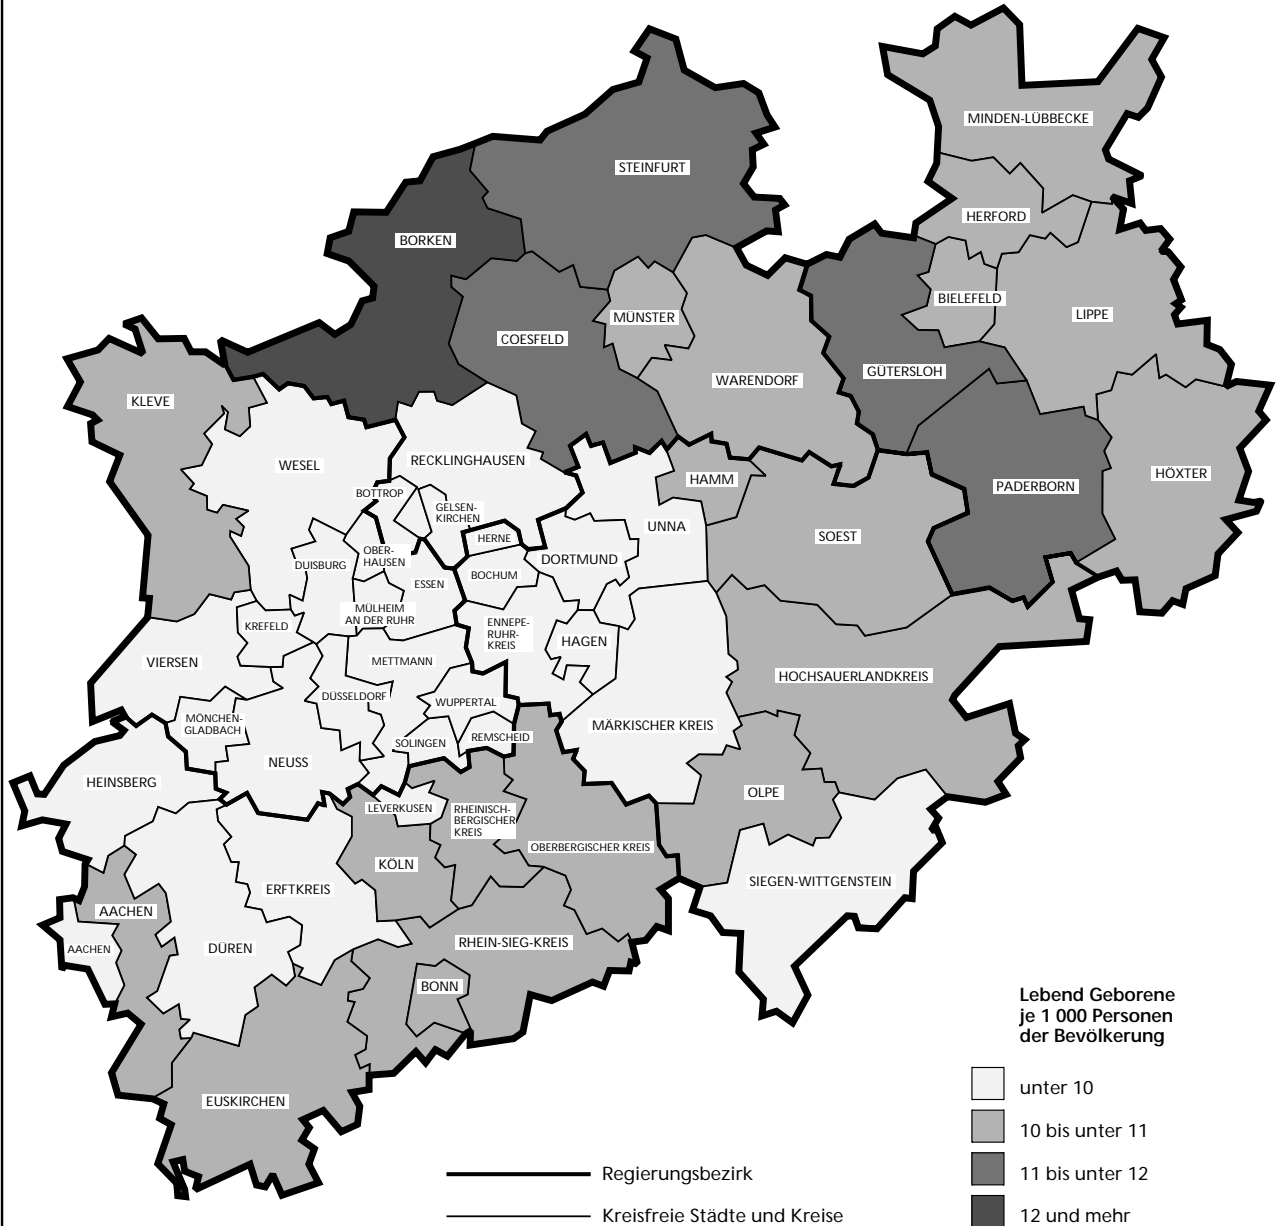 MINDEN-LÜBBECKE
STEINFURT
HERFORD
BORKEN
BIELEFELD
LIPPE
MÜNSTER
COESFELD
GÜTERSLOH
WARENDORF
KLEVE
RECKLINGHAUSEN
WESEL
HÖXTER
HAMM
PADERBORN
BOTTROP
GELSEN-
KIRCHEN
UNNA
SOEST
HERNE
OBER-
HAUSEN
DORTMUND
DUISBURG
BOCHUM
ESSEN
MÜLHEIM
AN DER RUHR
KREFELD
ENNEPE-
RUHR-
KREIS
HAGEN
VIERSEN
METTMANN
HOCHSAUERLANDKREIS
DÜSSELDORF
WUPPERTAL
MÖNCHEN-
GLADBACH
MÄRKISCHER KREIS
REMSCHEID
SOLINGEN
NEUSS
HEINSBERG
OLPE
LEVERKUSEN
RHEINISCH-
BERGISCHER
KREIS
OBERBERGISCHER KREIS
KÖLN
SIEGEN-WITTGENSTEIN
ERFTKREIS
AACHEN
RHEIN-SIEG-KREIS
AACHEN
DÜREN
BONN
EUSKIRCHEN
Lebend Geborene
je 1 000 Personen
der Bevölkerung
unter 10
10 bis unter 11
11 bis unter 12
12 und mehr
Regierungsbezirk
Kreisfreie Städte und Kreise